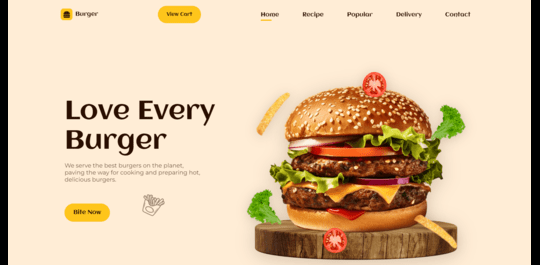 Burger
View Cart
Home
Recipe
Popular
Delivery
Contact
Love Every
Burger
We serve the best burgers on the planet,
paving the way for cooking and preparing hot,
delicious burgers.
Bite Now